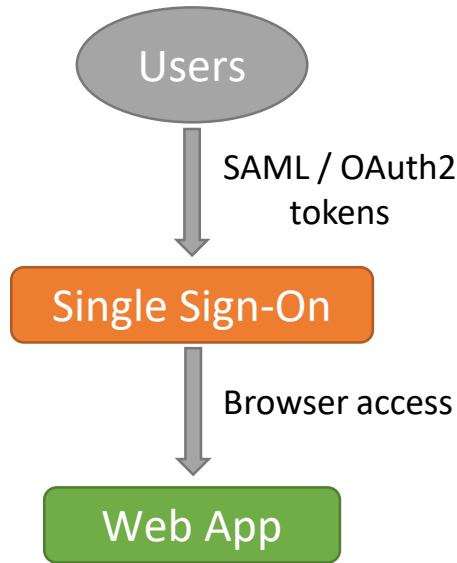 Users
SAML / OAuth2
tokens
Single Sign-On
Browser access
Web App